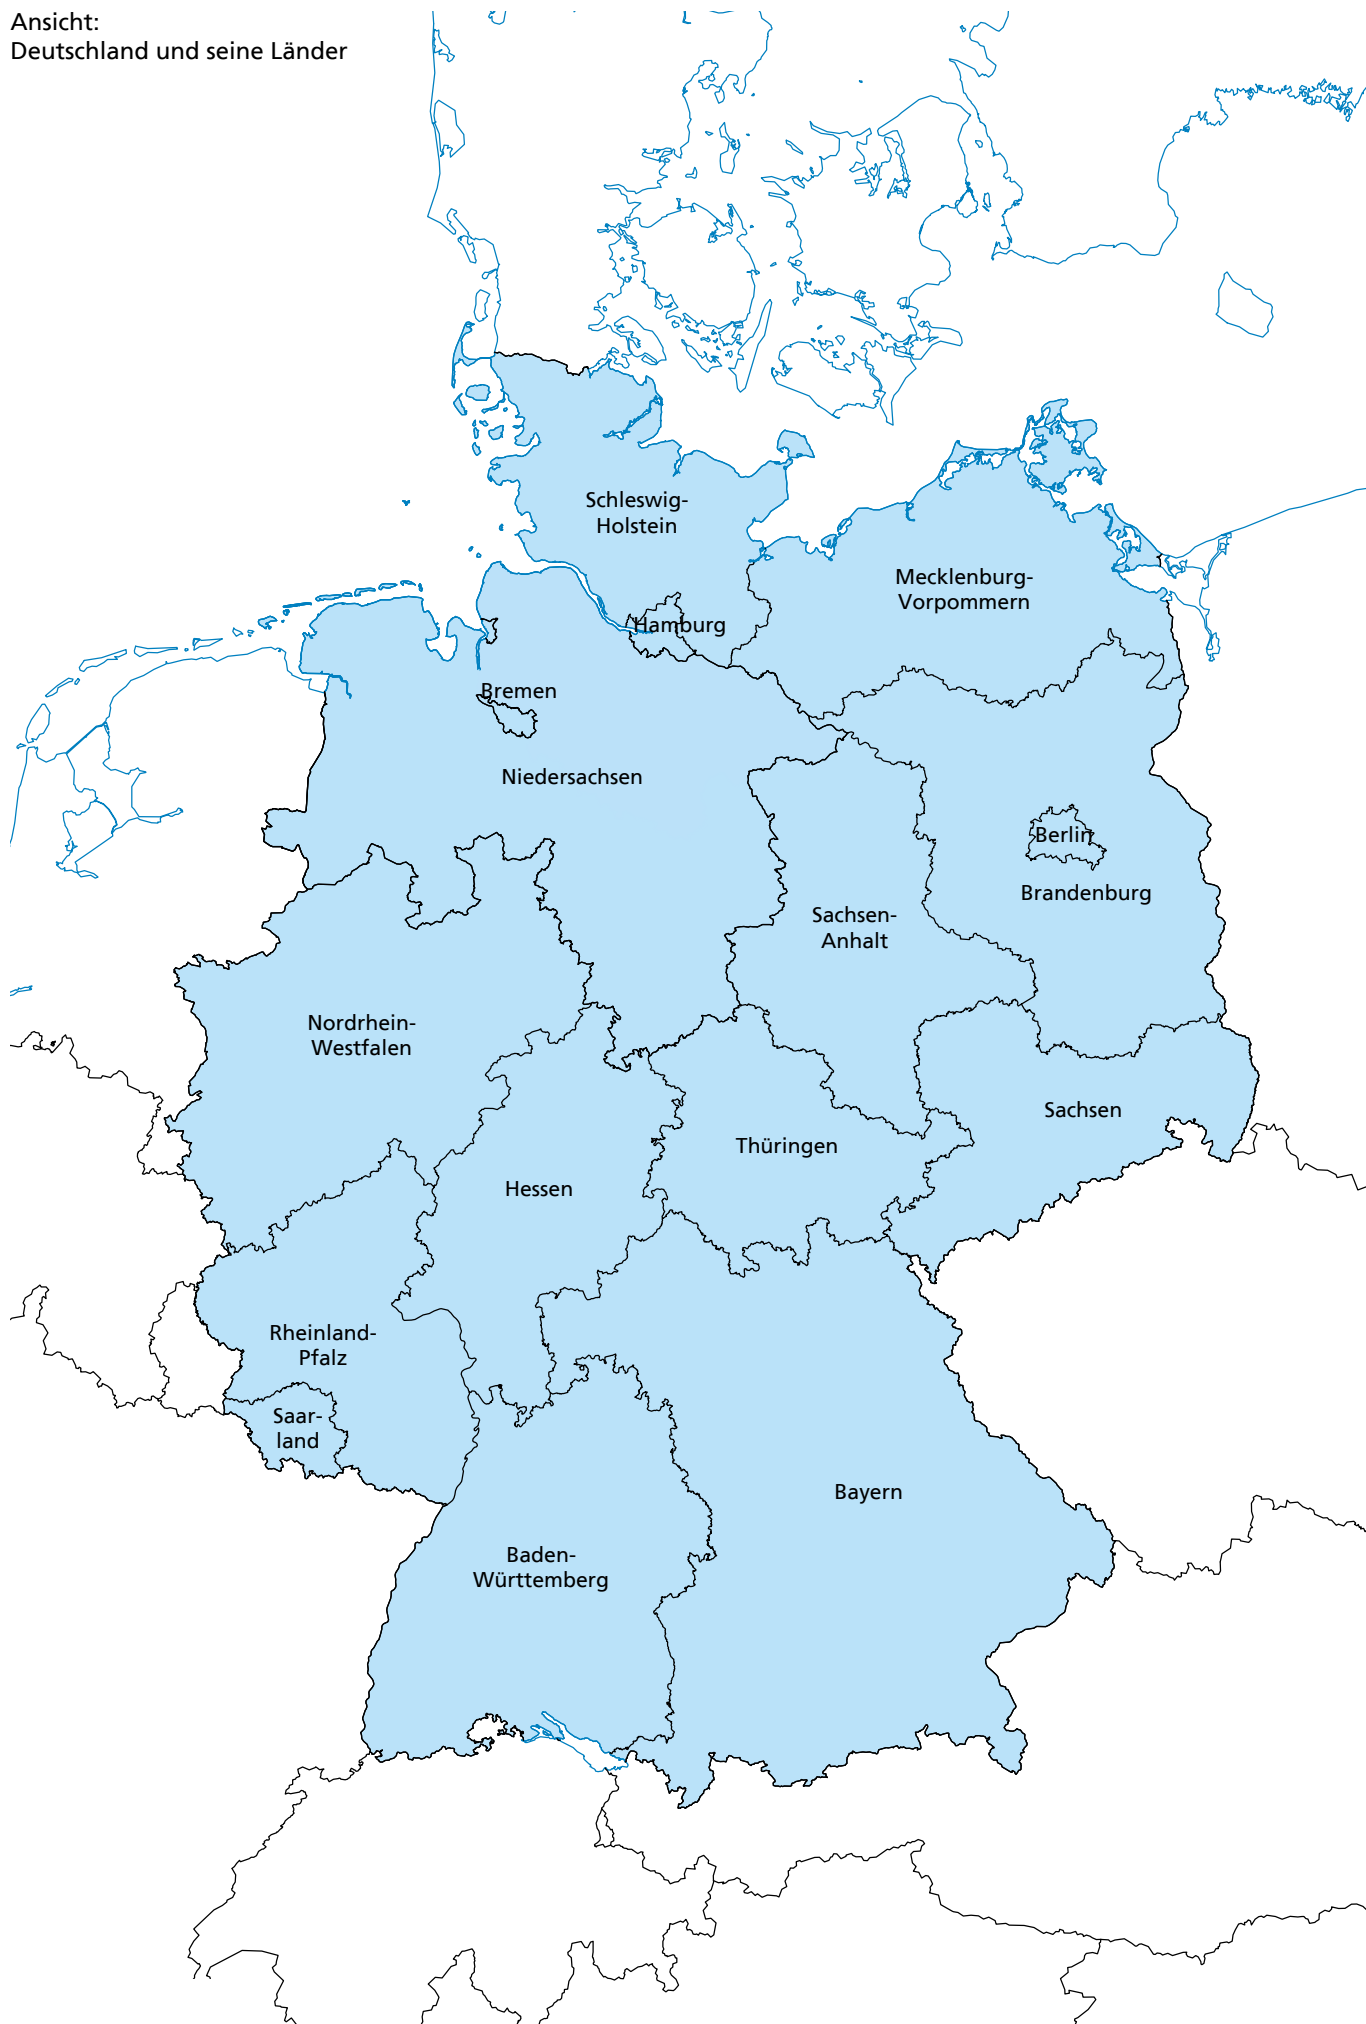 Ansicht:
Deutschland und seine Länder
Schleswig-
Holstein
Mecklenburg-
Vorpommern
Hamburg
Bremen
Niedersachsen
Berlin
Brandenburg
Sachsen-
Anhalt
Nordrhein-
Westfalen
Sachsen
Thüringen
Hessen
Rheinland-
Pfalz
Saar-
land
Bayern
Baden-
Württemberg